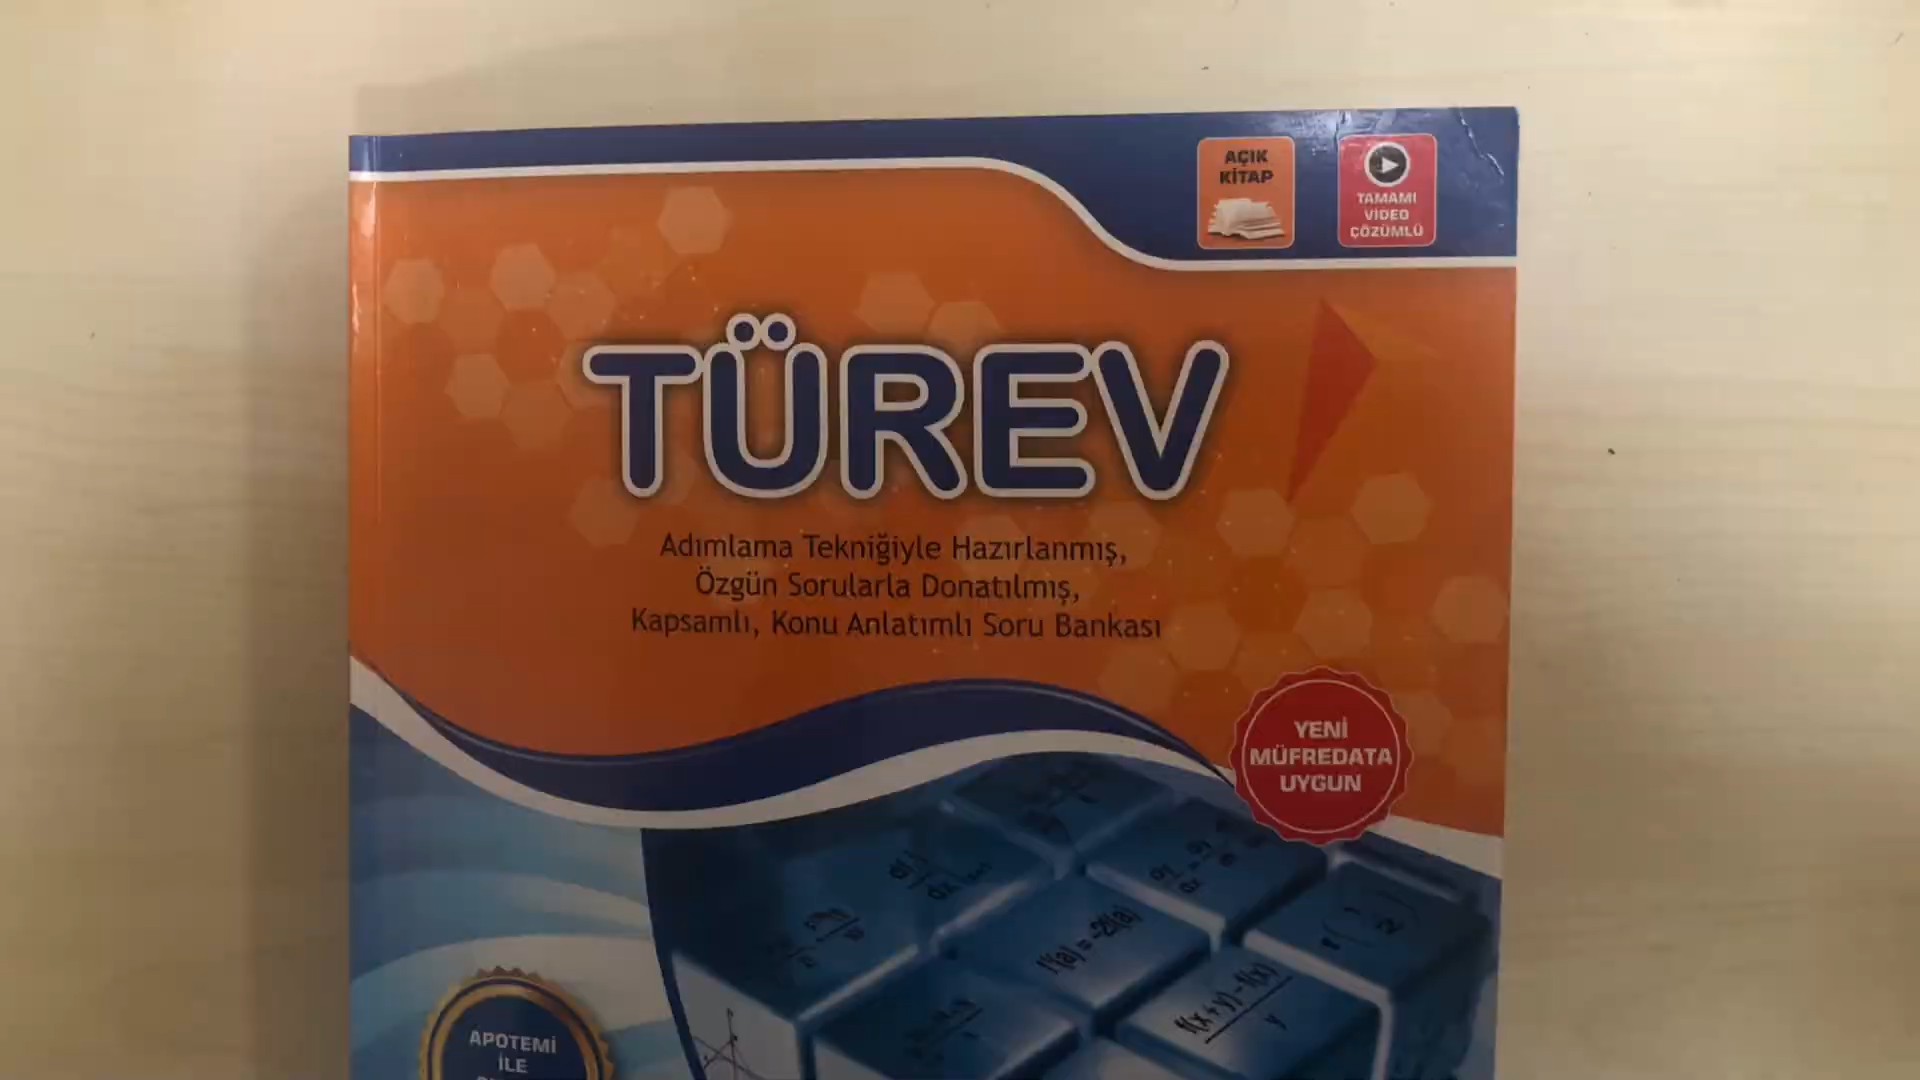 AÇIK
KİTAP
TAMAMI
VİDEO
ÇÖZÜMLÜ
TÜREV
Adımlama Tekniğiyle Hazırlanmış,
Özgün Sorularla Donatılmış,
Kapsamlı, Konu Anlatımlı Soru Bankası
YENİ
MÜFREDATA
UYGUN
f'(a) = -2f(a)
f(x+y)-f(x)
y
APOTEMİ
İLE